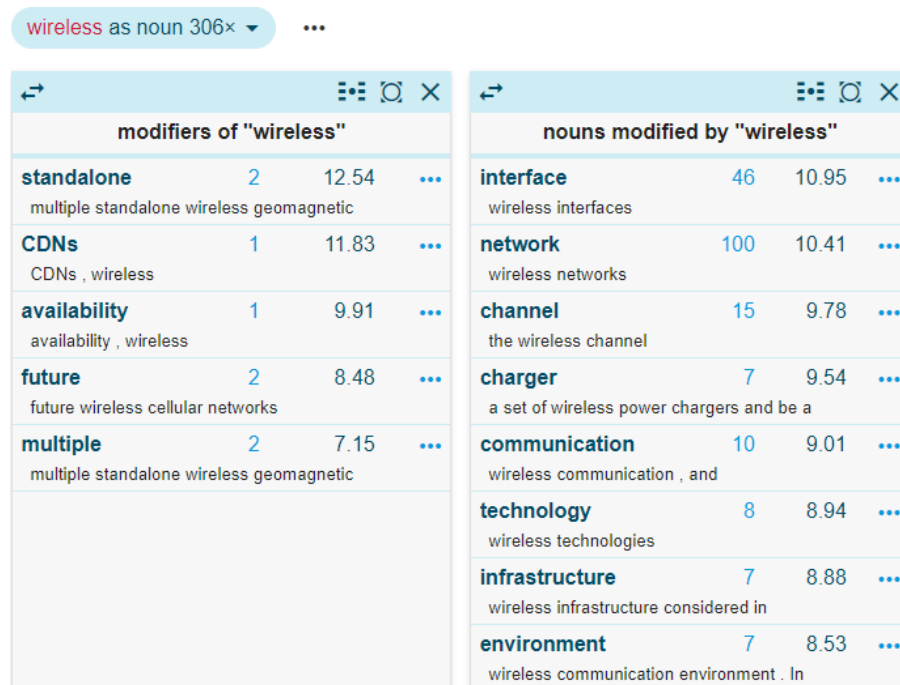 wireless as noun 306×
modifiers of "wireless"
standalone 2 12.54
multiple standalone wireless geomagnetic
CDNs 1 11.83
CDNs , wireless
availability 1 9.91
availability , wireless
future 2 8.48
future wireless cellular networks
multiple 2 7.15
multiple standalone wireless geomagnetic
nouns modified by "wireless"
interface 46 10.95
wireless interfaces
network 100 10.41
wireless networks
channel 15 9.78
the wireless channel
charger 7 9.54
a set of wireless power chargers and be a
communication 10 9.01
wireless communication , and
technology 8 8.94
wireless technologies
infrastructure 7 8.88
wireless infrastructure considered in
environment 7 8.53
wireless communication environment . In